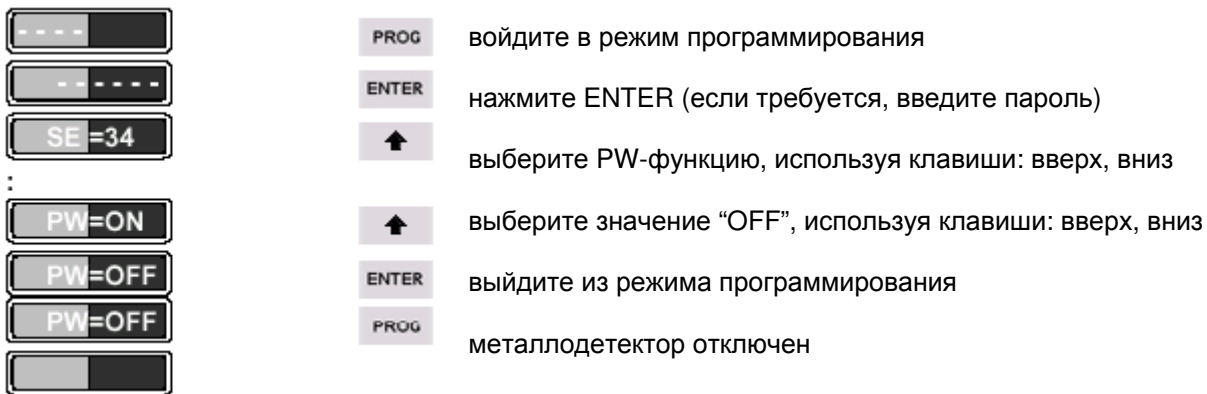 - - - - PROG войдите в режим программирования
- - - - - - ENTER нажмите ENTER (если требуется, введите пароль)
SE =34 выберите PW-функцию, используя клавиши: вверх, вниз
:
PW=ON выберите значение “OFF”, используя клавиши: вверх, вниз
PW=OFF ENTER выйдите из режима программирования
PW=OFF PROG
металлодетектор отключен